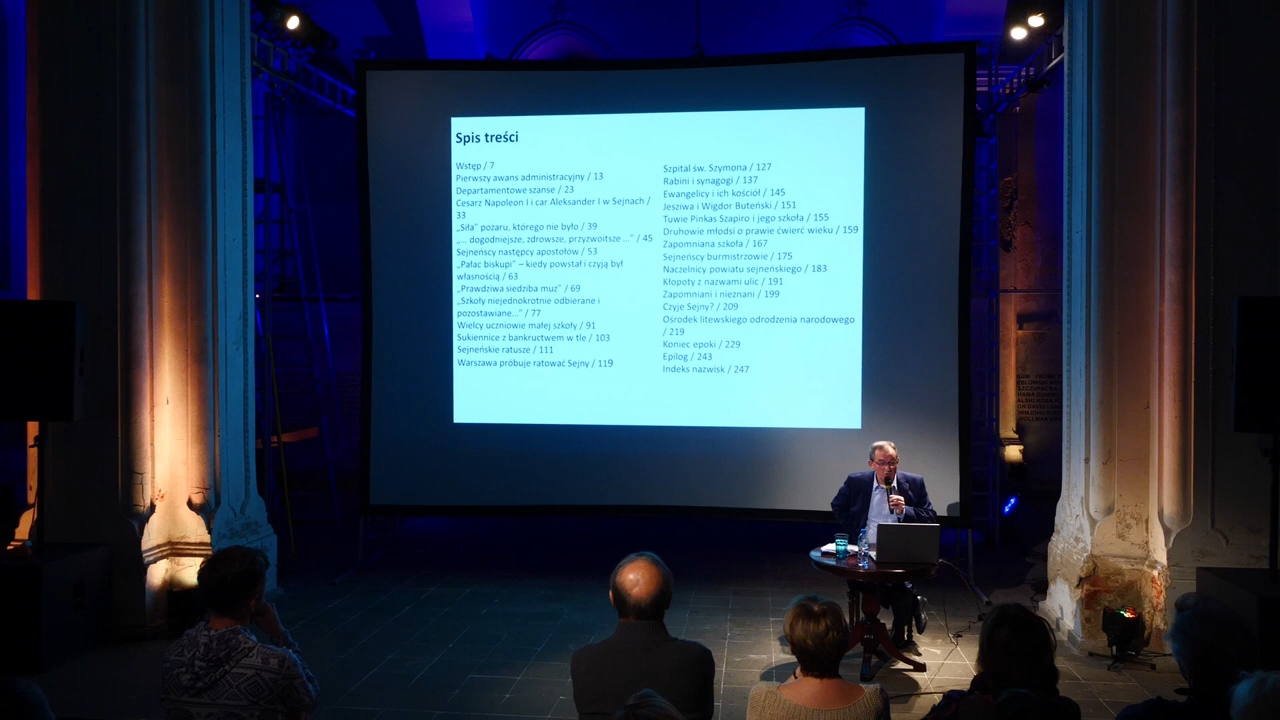 Spis treści
Wstęp / 7
Pierwszy awans administracyjny / 13
Departamentowe szanse / 23
Cesarz Napoleon I i car Aleksander I w Sejnach /
33
„Siła” pożaru, którego nie było / 39
„... dogodniejsze, zdrowsze, przyzwoitsze ...” / 45
Sejneńscy następcy apostołów / 53
„Pałac biskupi” – kiedy powstał i czyją był
własnością / 63
„Prawdziwa siedziba muz” / 69
„Szkoły niejednokrotnie odbierane i
pozostawiane...” / 77
Wielcy uczniowie małej szkoły / 91
Sukiennice z bankructwem w tle / 103
Sejneńskie ratusze / 111
Warszawa próbuje ratować Sejny / 119
Szpital św. Szymona / 127
Rabini i synagogi / 137
Ewangelicy i ich kościół / 145
Jesziwa i Wigdor Buteński / 151
Tuwie Pinkas Szapiro i jego szkoła / 155
Druhowie młodsi o prawie ćwierć wieku / 159
Zapomniana szkoła / 167
Sejneńscy burmistrzowie / 175
Naczelnicy powiatu sejneńskiego / 183
Kłopoty z nazwami ulic / 191
Zapomniani i nieznani / 199
Czyje Sejny? / 209
Ośrodek litewskiego odrodzenia narodowego
/ 219
Koniec epoki / 229
Epilog / 243
Indeks nazwisk / 247